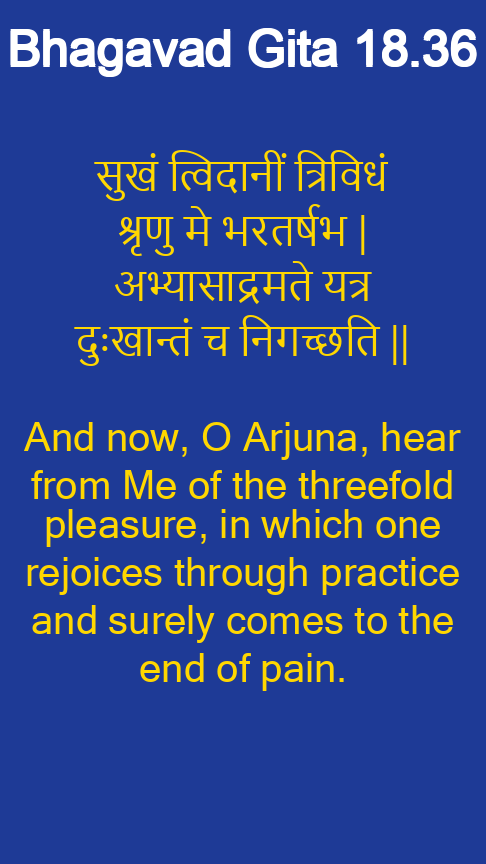 Bhagavad Gita 18.36
सुखं त्विदानीं त्रिविधं
श्रृणु मे भरतर्षभ |
अभ्यासाद्रमते यत्र
दुःखान्तं च निगच्छति ||
And now, O Arjuna, hear
from Me of the threefold
pleasure, in which one
rejoices through practice
and surely comes to the
end of pain.